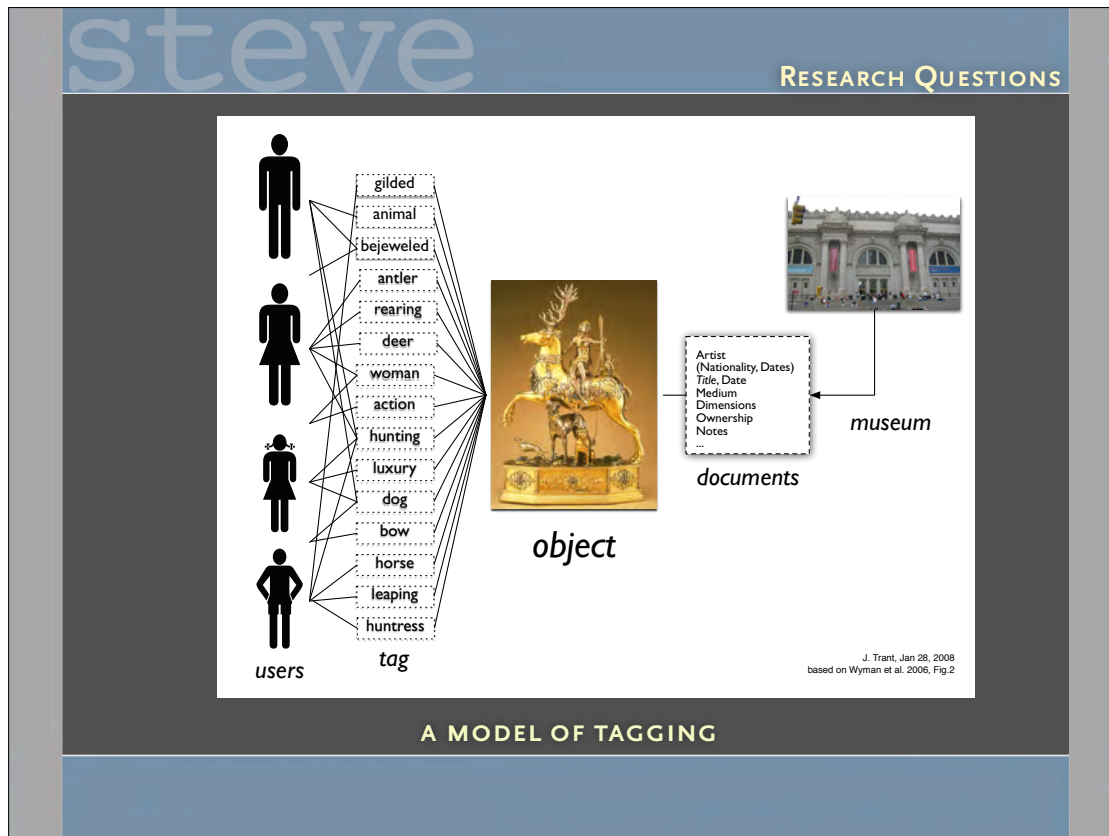 steve
RESEARCH QUESTIONS
gilded
animal
bejeweled
antler
rearing
deer
woman
action
hunting
luxury
dog
bow
horse
leaping
huntress
users
tag
object
Artist
(Nationality, Dates)
Title, Date
Medium
Dimensions
Ownership
Notes
...
documents
museum
J. Trant, Jan 28, 2008
based on Wyman et al. 2006, Fig.2
A MODEL OF TAGGING